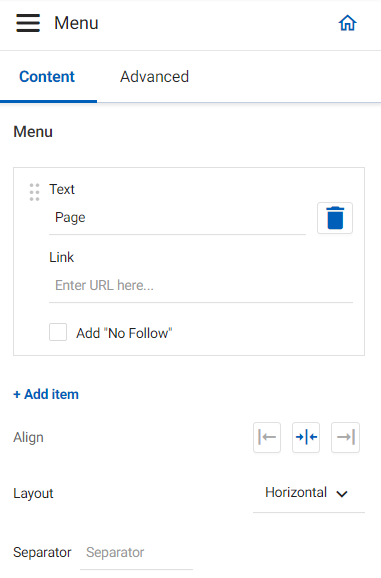 Menu
Content Advanced
Menu
Text
Page
Link
Enter URL here...
Add "No Follow"
+ Add item
Align
Layout Horizontal
Separator Separator